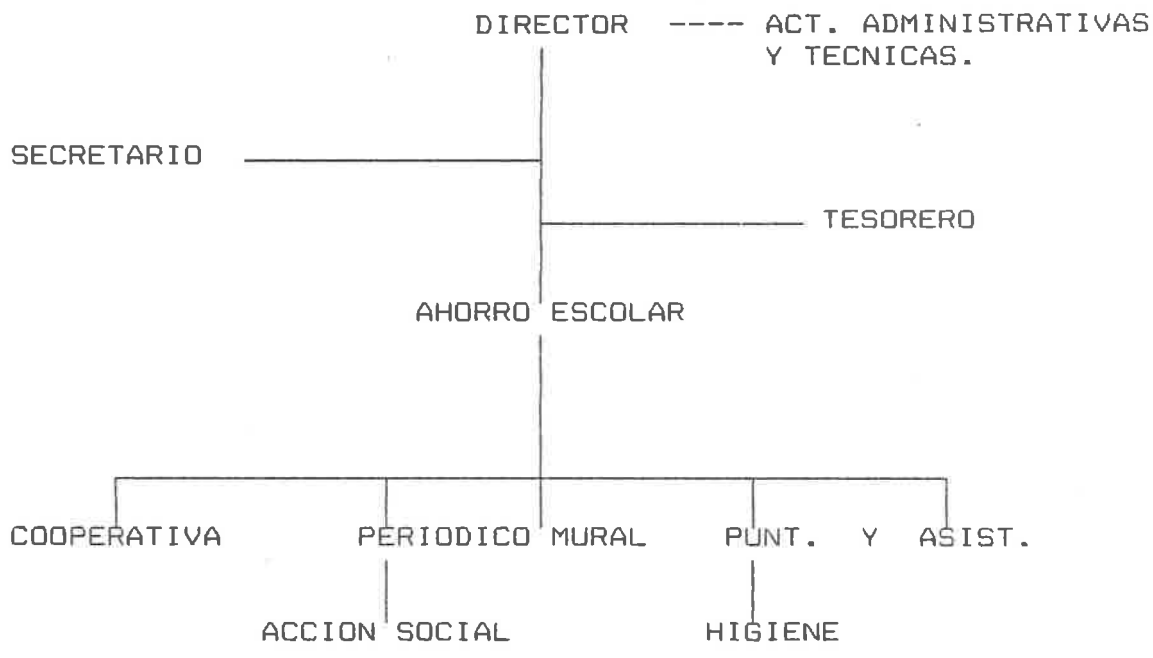 DIRECTOR ---- ACT. ADMINISTRATIVAS
Y TECNICAS.
SECRETARIO
TESORERO
AHORRO ESCOLAR
COOPERATIVA PERIODICO MURAL PUNT. Y ASIST.
ACCION SOCIAL HIGIENE